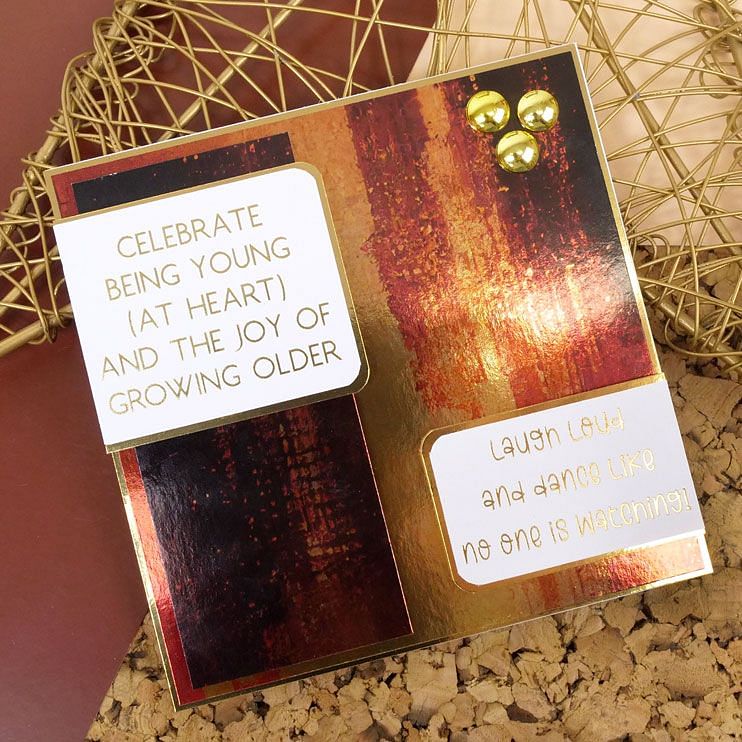 CELEBRATE
BEING YOUNG
(AT HEART)
AND THE JOY OF
GROWING OLDER
Laugh Loud
and dance Like
no one is watching!